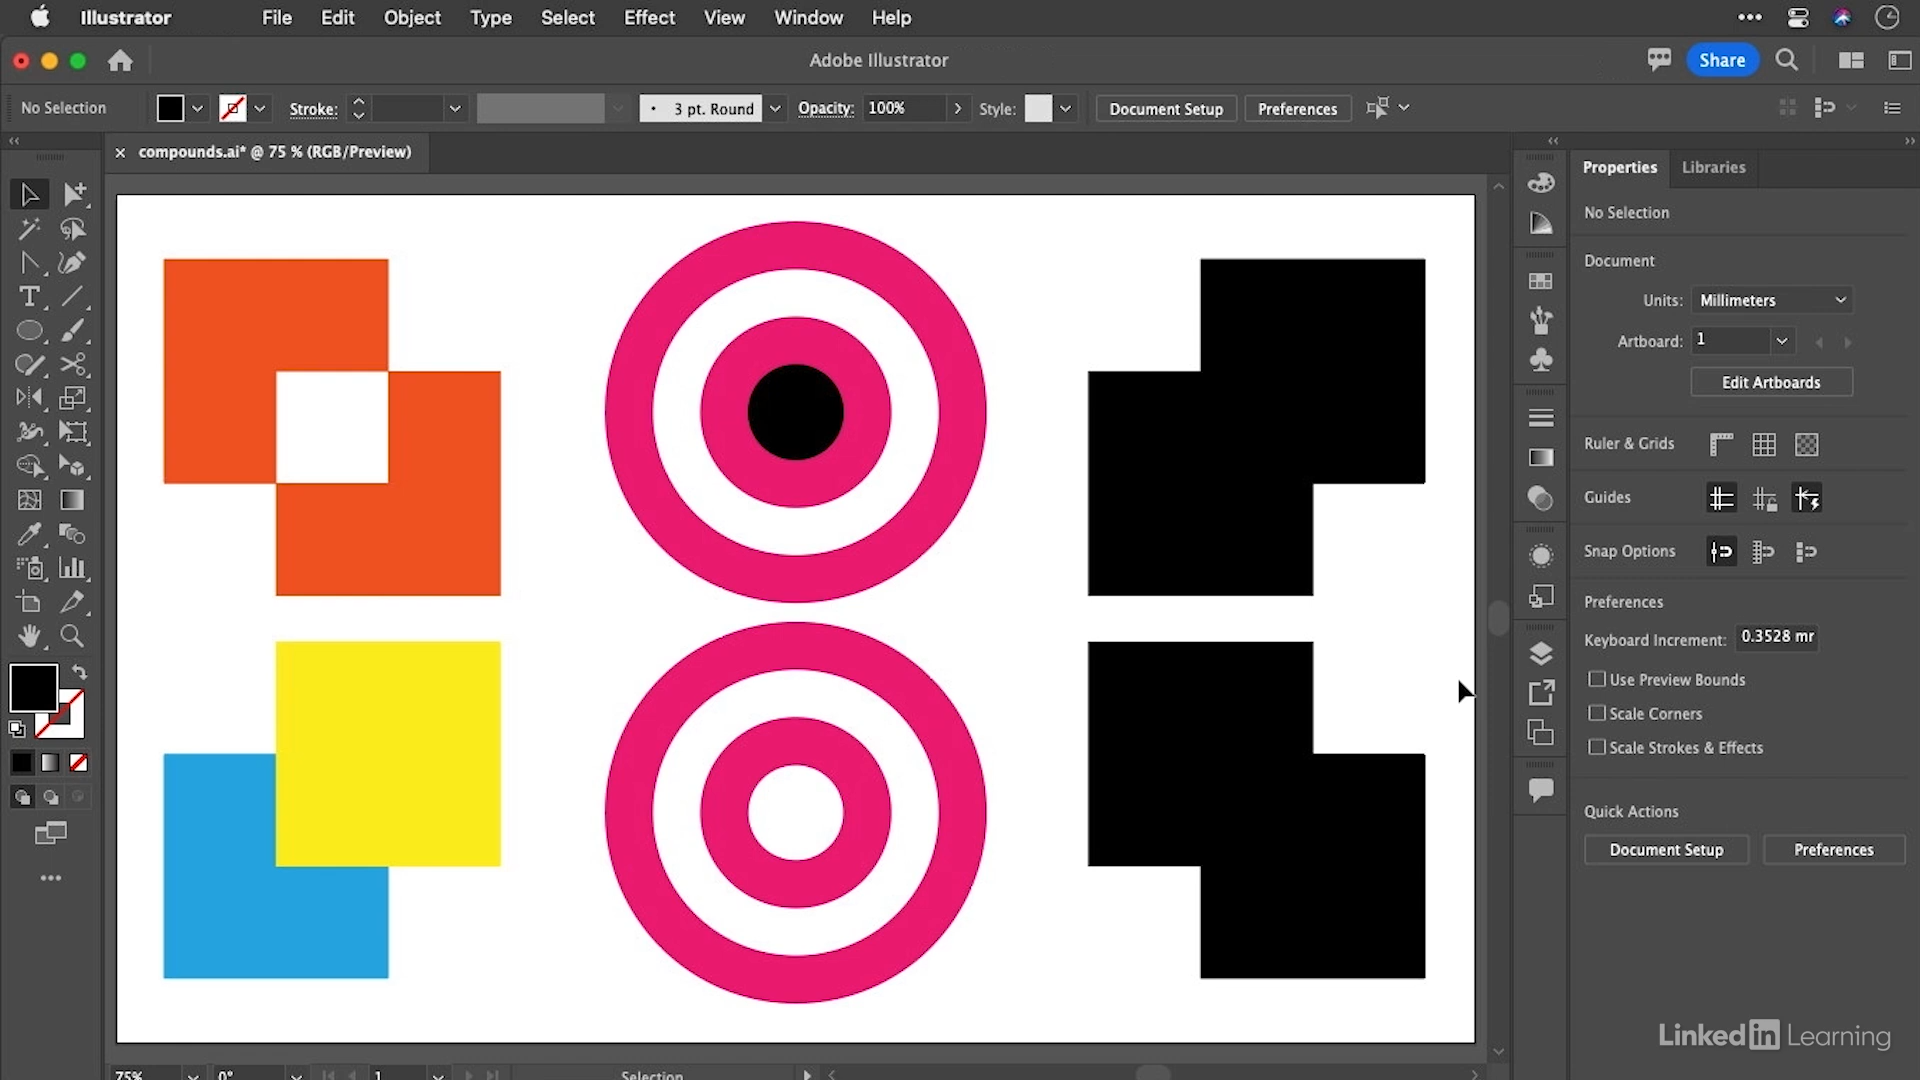 Illustrator File Edit Object Type Select Effect View Window Help
Adobe Illustrator
Share
No Selection
Stroke:
3 pt. Round
Opacity: 100%
Style:
Document Setup
Preferences
× compounds.ai* @ 75 % (RGB/Preview)
T
Properties Libraries
No Selection
Document
Units: Millimeters
Artboard: 1
Edit Artboards
Ruler & Grids
Guides
Snap Options
Preferences
Keyboard Increment: 0.3528 mr
Use Preview Bounds
Scale Corners
Scale Strokes & Effects
Quick Actions
Document Setup Preferences
LinkedIn Learning
75% 0° 1 Selection